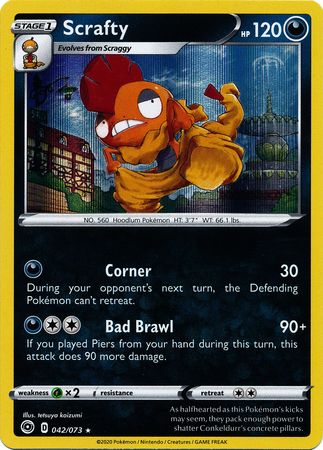 STAGE 1
Scrafty
HP 120
Evolves from Scraggy
NO. 560 Hoodlum Pokémon HT: 3'7" WT: 66.1 lbs.
Corner 30
During your opponent's next turn, the Defending
Pokémon can't retreat.
Bad Brawl 90+
If you played Piers from your hand during this turn, this
attack does 90 more damage.
weakness ×2 resistance retreat
Illus. tetsuya koizumi
D 042/073 ★
As halfhearted as this Pokémon's kicks
may seem, they pack enough power to
shatter Conkeldurr's concrete pillars.
©2020 Pokémon / Nintendo / Creatures / GAME FREAK